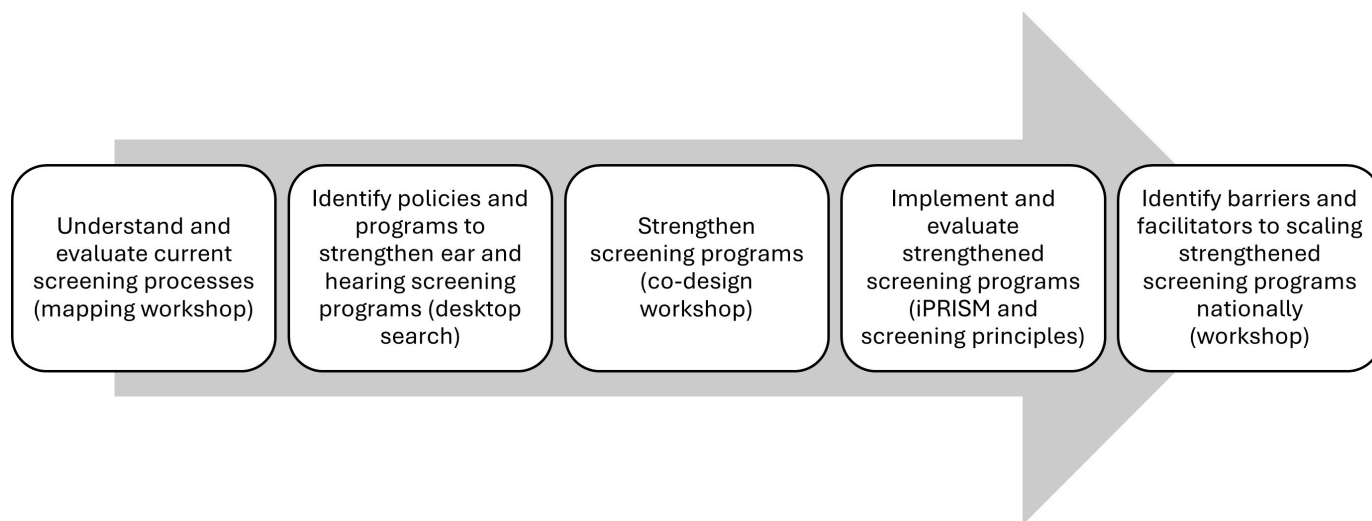 Understand and
evaluate current
screening processes
(mapping workshop)
Identify policies and
programs to
strengthen ear and
hearing screening
programs (desktop
search)
Strengthen
screening programs
(co-design
workshop)
Implement and
evaluate
strengthened
screening programs
(iPRISM and
screening principles)
Identify barriers and
facilitators to scaling
strengthened
screening programs
nationally
(workshop)